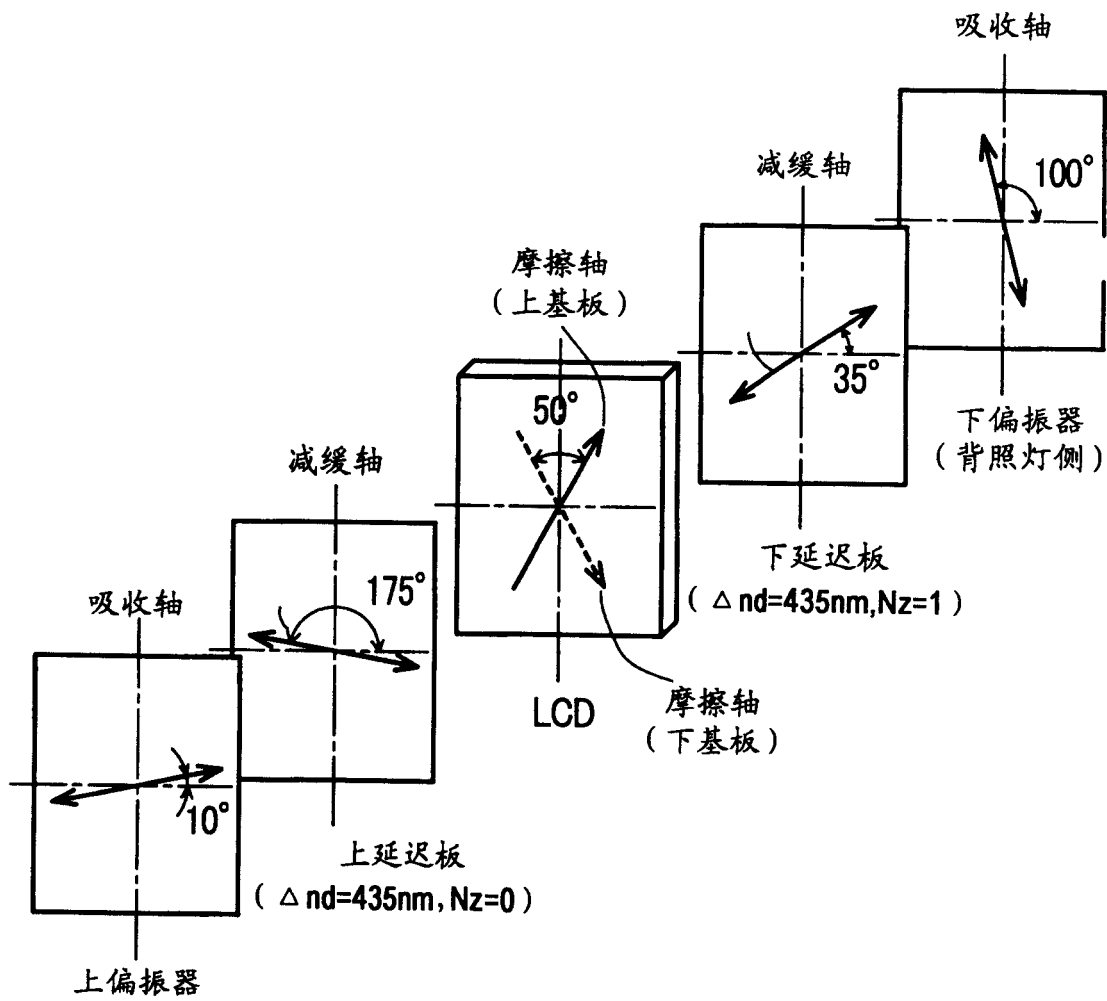 吸收轴
100°
下偏振器
(背照灯侧)
减缓轴
35°
下延迟板
(△nd=435nm,Nz=1)
摩擦轴
(上基板)
50°
LCD
摩擦轴
(下基板)
减缓轴
175°
上延迟板
(△nd=435nm,Nz=0)
吸收轴
10°
上偏振器